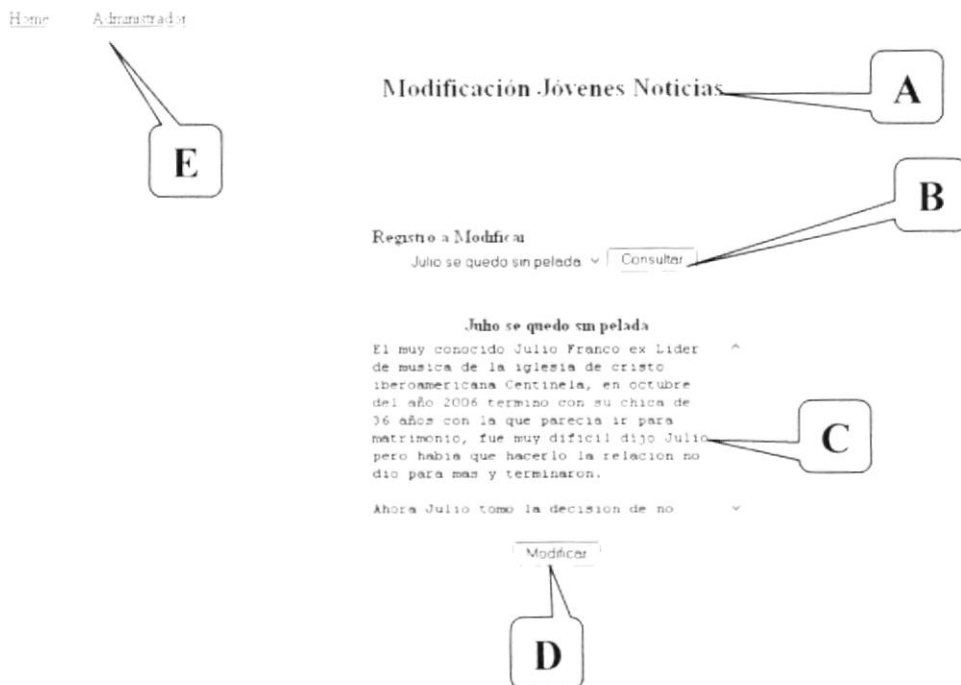 Home Administrador
Modificación Jóvenes Noticias
A
E
B
Registro a Modificar
Julio se quedo sin pelada Consultar
Julio se quedo sin pelada
El muy conocido Julio Franco ex Lider
de musica de la iglesia de cristo
iberoamericana Centinela, en octubre
del año 2006 termino con su chica de
36 años con la que parecia ir para
matrimonio, fue muy dificil dijo Julio
pero habia que hacerlo la relacion no
dio para mas y terminaron.
C
Ahora Julio tomo la decision de no
Modificar
D